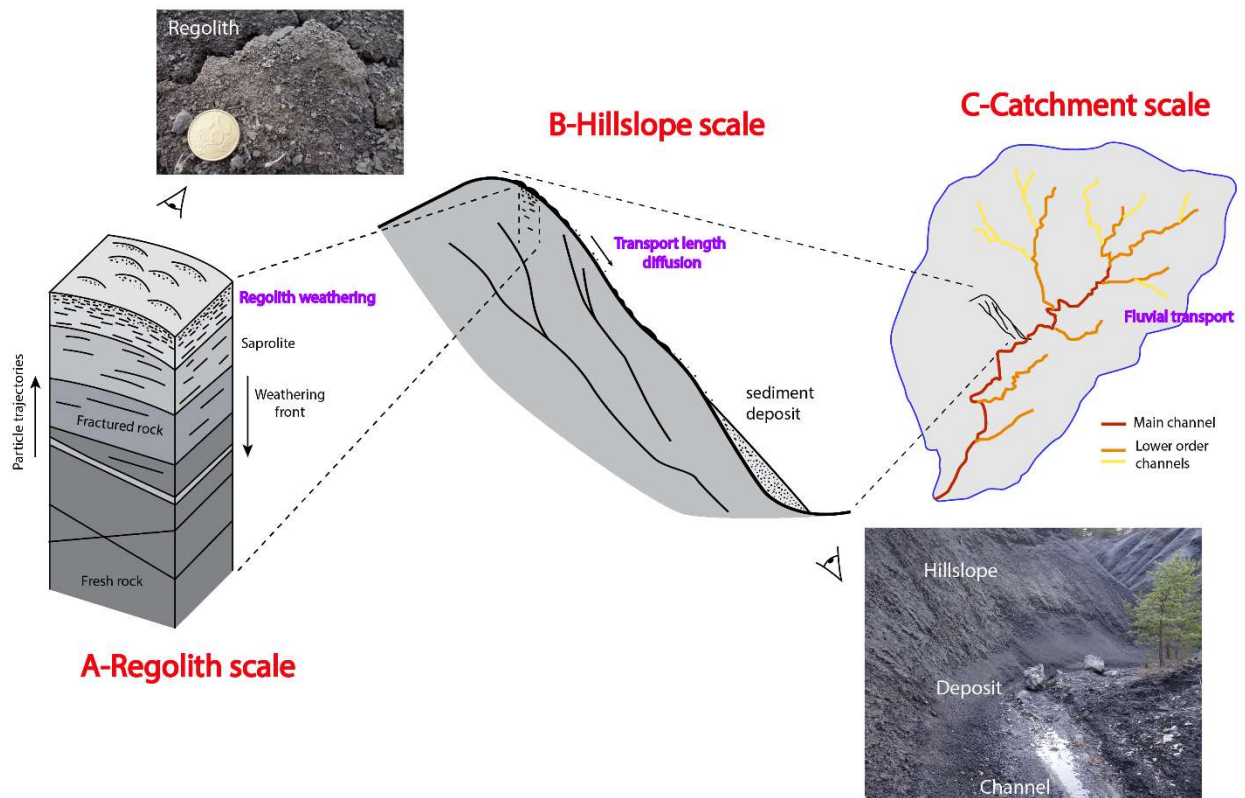 Regolith
B-Hillslope scale
C-Catchment scale
Transport length
diffusion
Regolith weathering
Saprolite
Weathering
front
Particle trajectories
Fractured rock
Fresh rock
sediment
deposit
Fluvial transport
Main channel
Lower order
channels
A-Regolith scale
Hillslope
Deposit
Channel